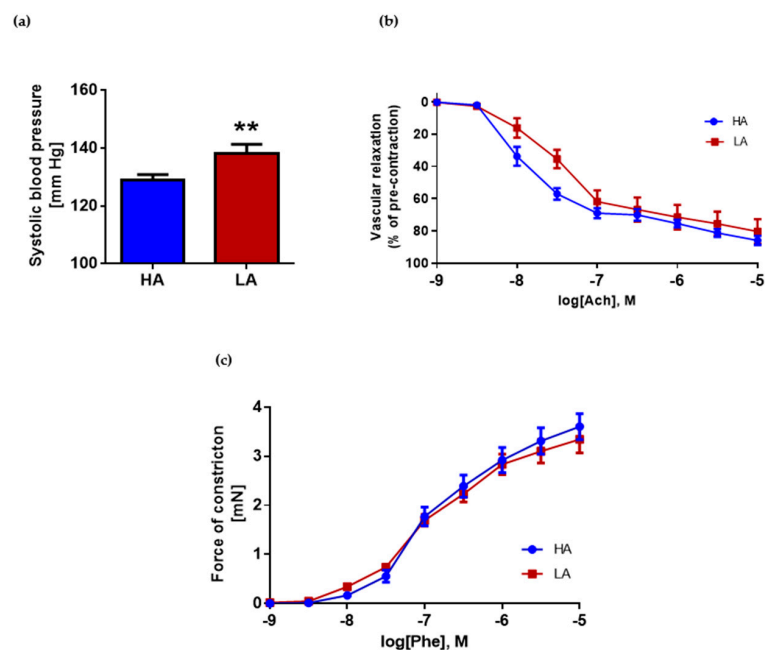 (a)
Systolic blood pressure
[mm Hg]
160
140
120
100
**
HA
LA
(b)
Vascular relaxation
(% of pre-contraction)
0
20
40
60
80
100
-9
-8
-7
-6
-5
log[Ach], M
HA
LA
(c)
Force of constricton
[mN]
4
3
2
1
0
-9
-8
-7
-6
-5
log[Phe], M
HA
LA